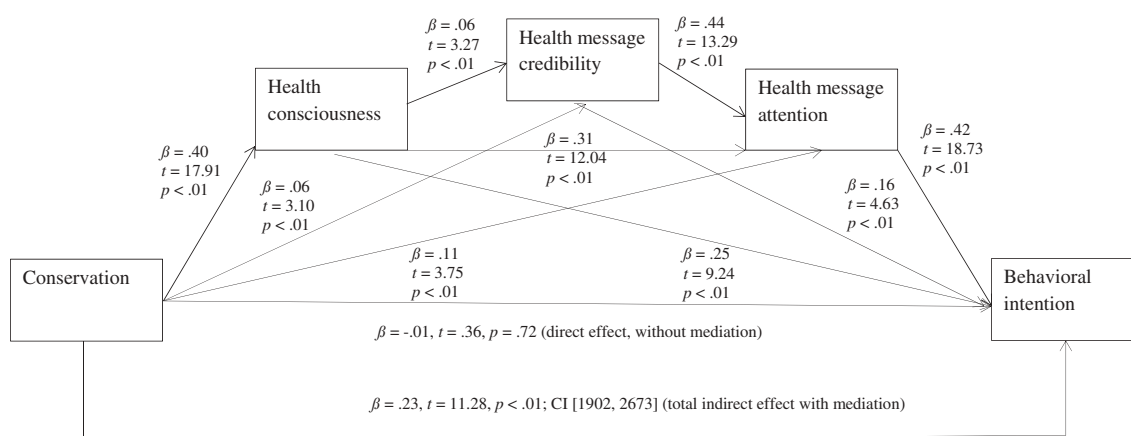 β = .06
t = 3.27
p < .01
Health message
credibility
β = .44
t = 13.29
p < .01
Health
consciousness
Health message
attention
β = .40
t = 17.91
p < .01
β = .06
t = 3.10
p < .01
β = .31
t = 12.04
p < .01
β = .42
t = 18.73
p < .01
β = .16
t = 4.63
p < .01
Conservation
β = .11
t = 3.75
p < .01
β = .25
t = 9.24
p < .01
Behavioral
intention
β = -.01, t = .36, p = .72 (direct effect, without mediation)
β = .23, t = 11.28, p < .01; CI [1902, 2673] (total indirect effect with mediation)